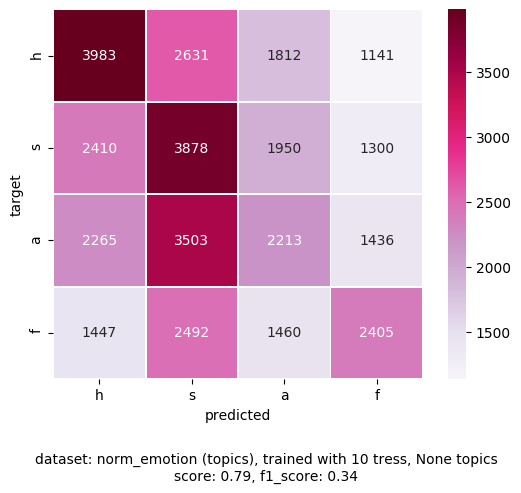 h 3983 2631 1812 1141
s 2410 3878 1950 1300
a 2265 3503 2213 1436
f 1447 2492 1460 2405
h s a f
predicted
target
3500
3000
2500
2000
1500
dataset: norm_emotion (topics), trained with 10 tress, None topics
score: 0.79, f1_score: 0.34